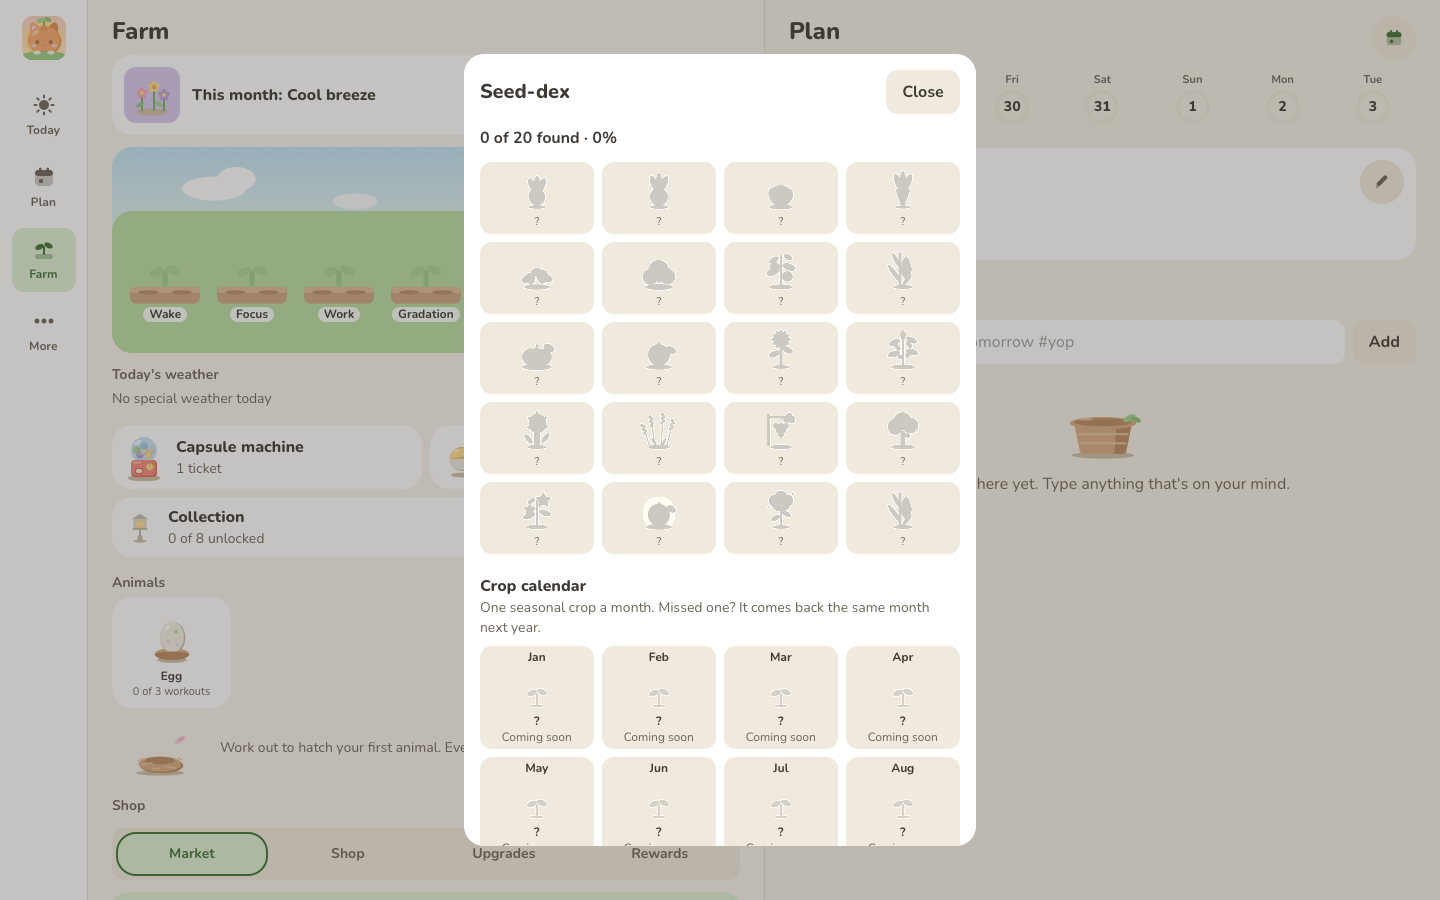 Today
Plan
Farm
More
Farm
This month: Cool breeze
Wake
Focus
Work
Gradation
Today's weather
No special weather today
Capsule machine
1 ticket
Collection
0 of 8 unlocked
Animals
Egg
0 of 3 workouts
Work out to hatch your first animal. Eve
Shop
Market
Shop
Upgrades
Rewards
Seed-dex
Close
0 of 20 found · 0%
? ? ? ?
? ? ? ?
? ? ? ?
? ? ? ?
? ? ? ?
Crop calendar
One seasonal crop a month. Missed one? It comes back the same month
next year.
Jan Feb Mar Apr
? ? ? ?
Coming soon Coming soon Coming soon Coming soon
May Jun Jul Aug
? ? ? ?
Plan
Fri Sat Sun Mon Tue
30 31 1 2 3
omorrow #yop
Add
here yet. Type anything that's on your mind.